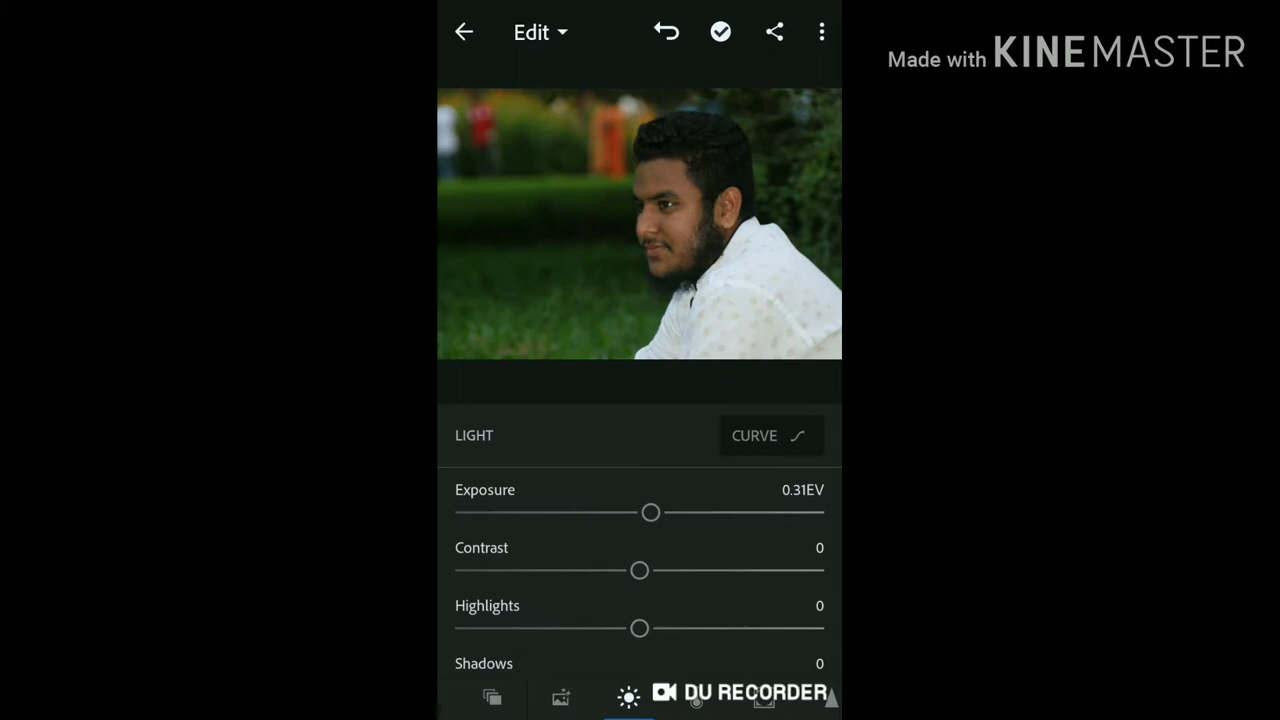 Edit
Made with KINEMASTER
LIGHT
CURVE
Exposure 0.31EV
Contrast 0
Highlights 0
Shadows 0
DU RECORDER